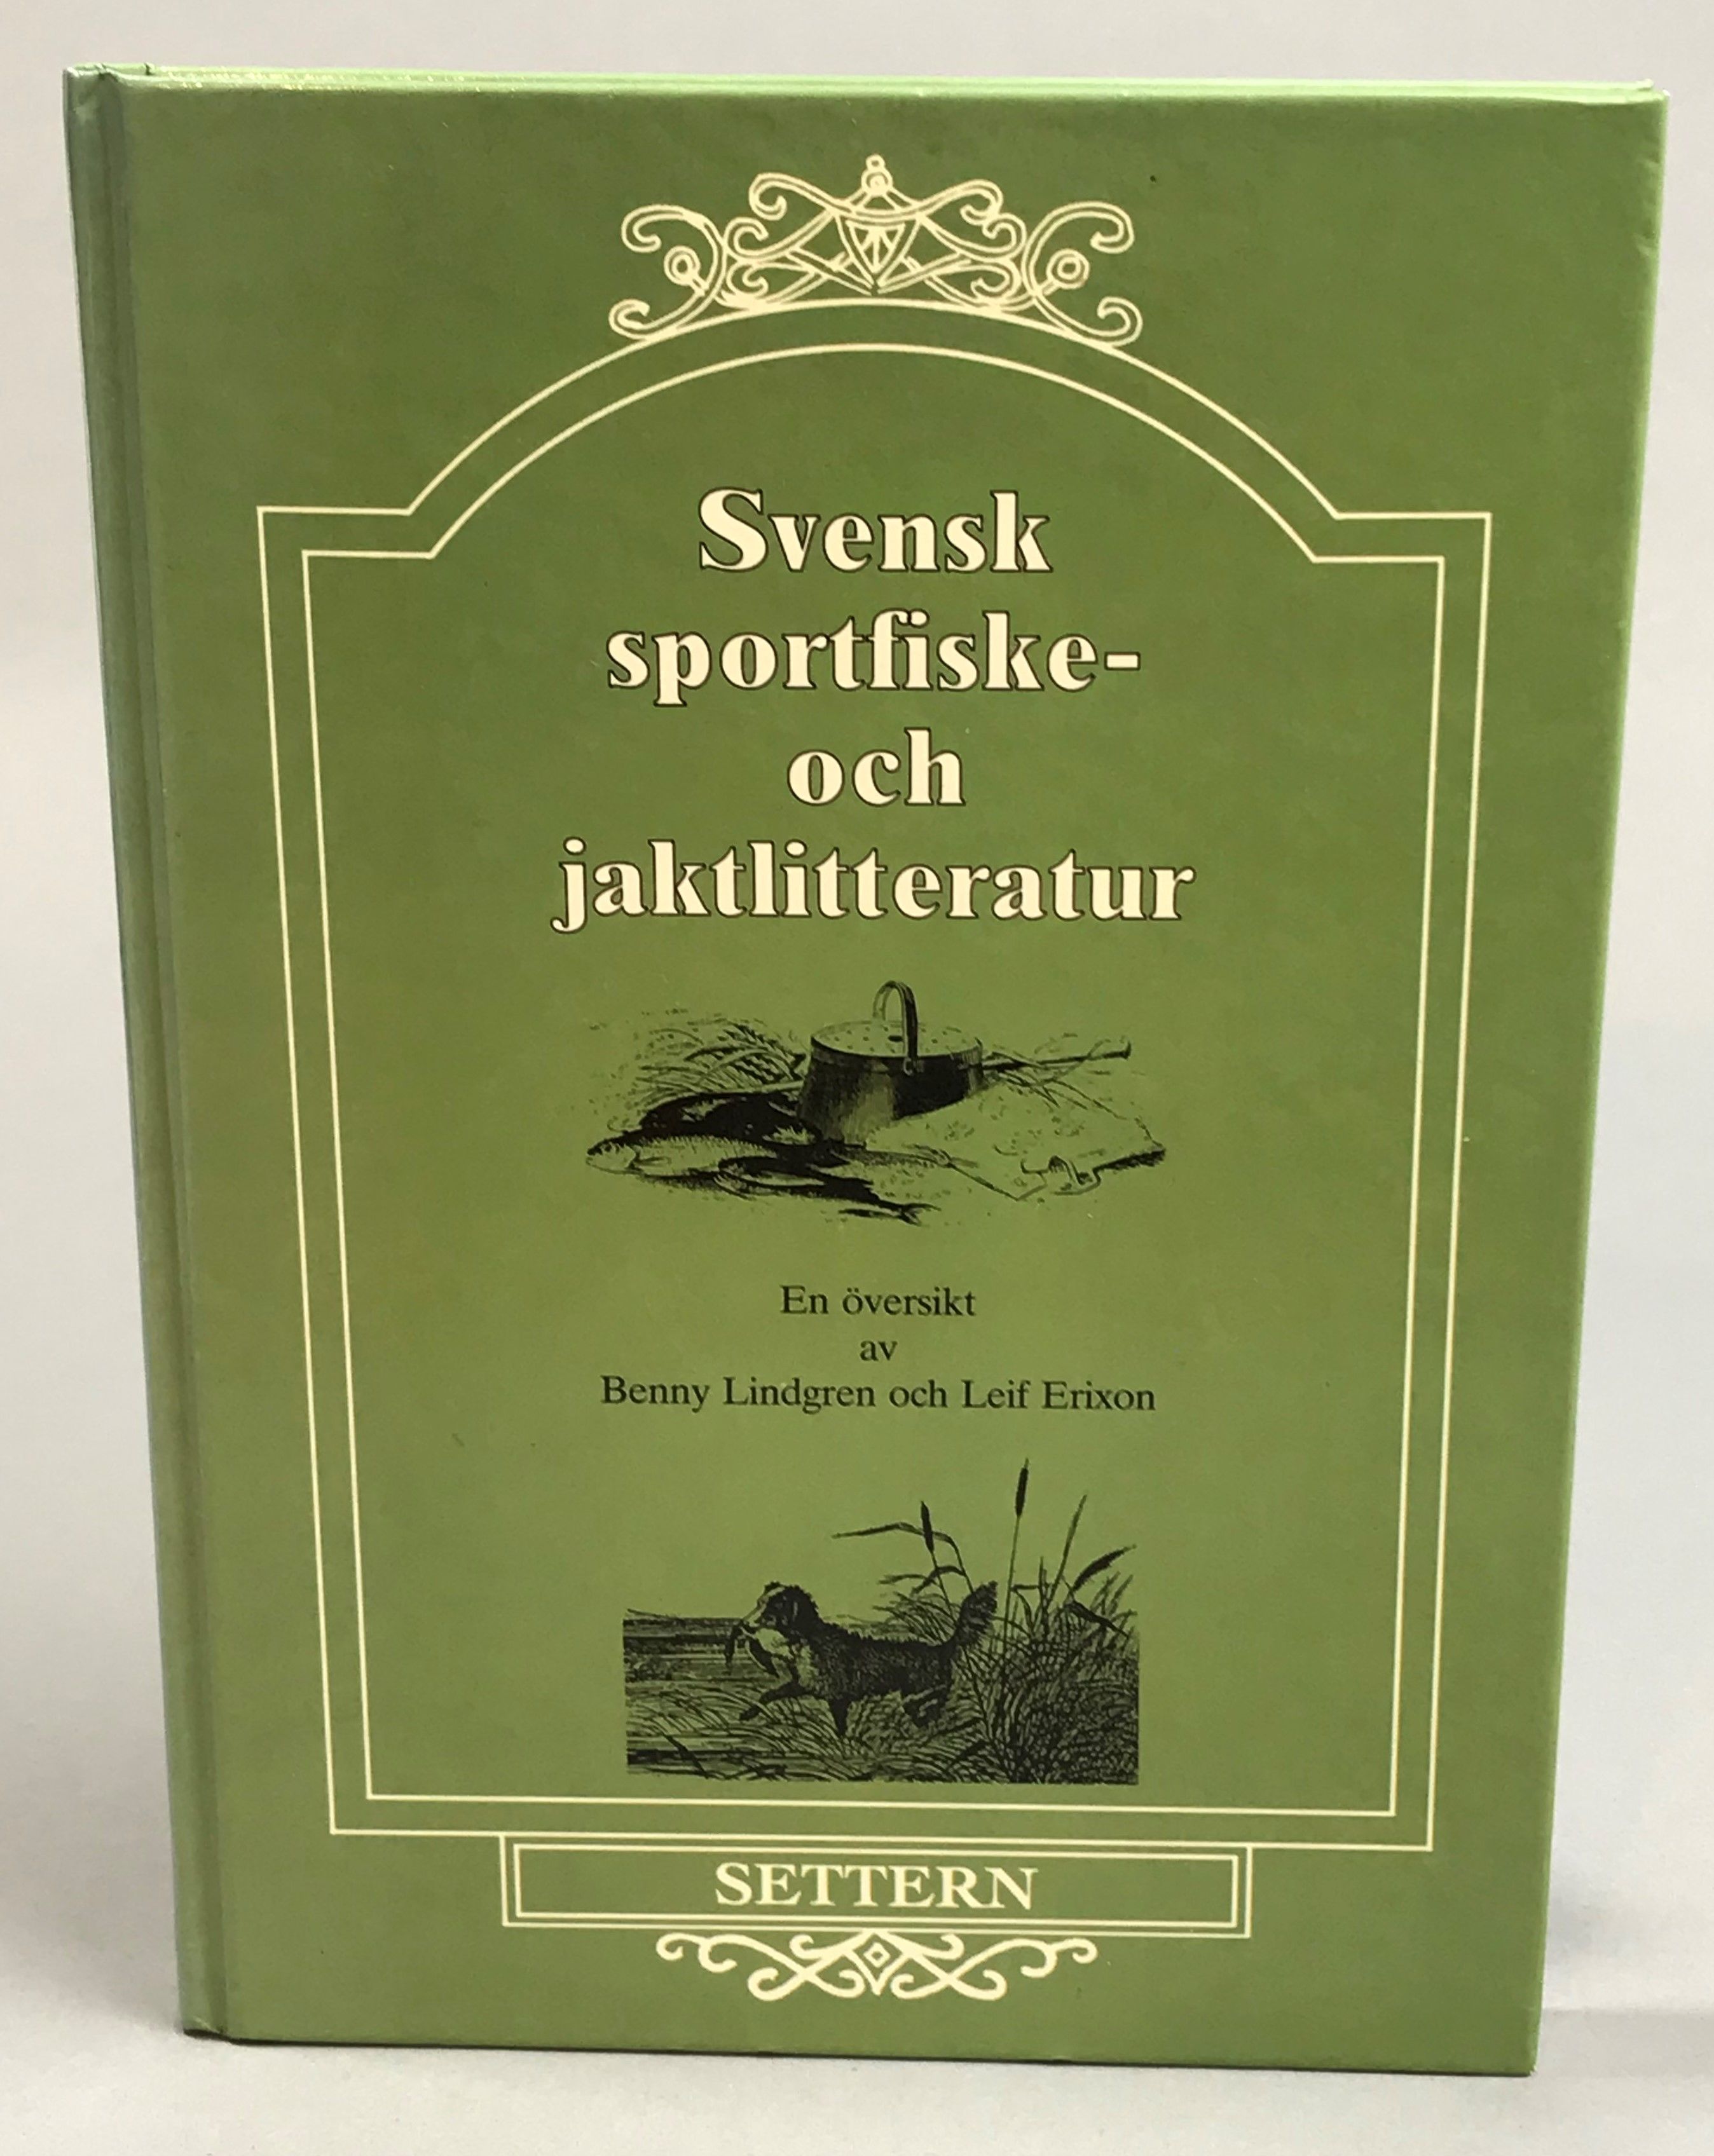 Svensk
sportfiske-
och
jaktlitteratur
En översikt
av
Benny Lindgren och Leif Erixon
SETTERN